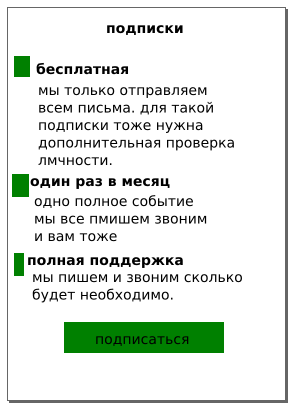 подписки
бесплатная
мы только отправляем
всем письма. для такой
подписки тоже нужна
дополнительная проверка
лмчности.
один раз в месяц
одно полное событие
мы все пмишем звоним
и вам тоже
полная поддержка
мы пишем и звоним сколько
будет необходимо.
подписаться